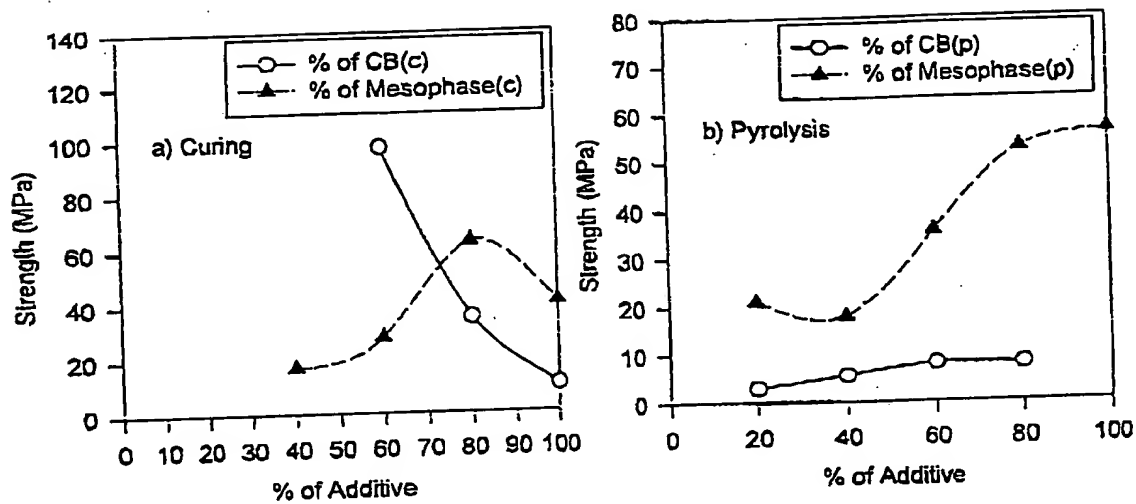 140
120
100
80
60
40
20
0
Strength (MPa)
% of CB(c)
% of Mesophase(c)
a) Curing
0 10 20 30 40 50 60 70 80 90 100
% of Additive
80
70
60
50
40
30
20
10
0
Strength (MPa)
% of CB(p)
% of Mesophase(p)
b) Pyrolysis
0 20 40 60 80 100
% of Additive